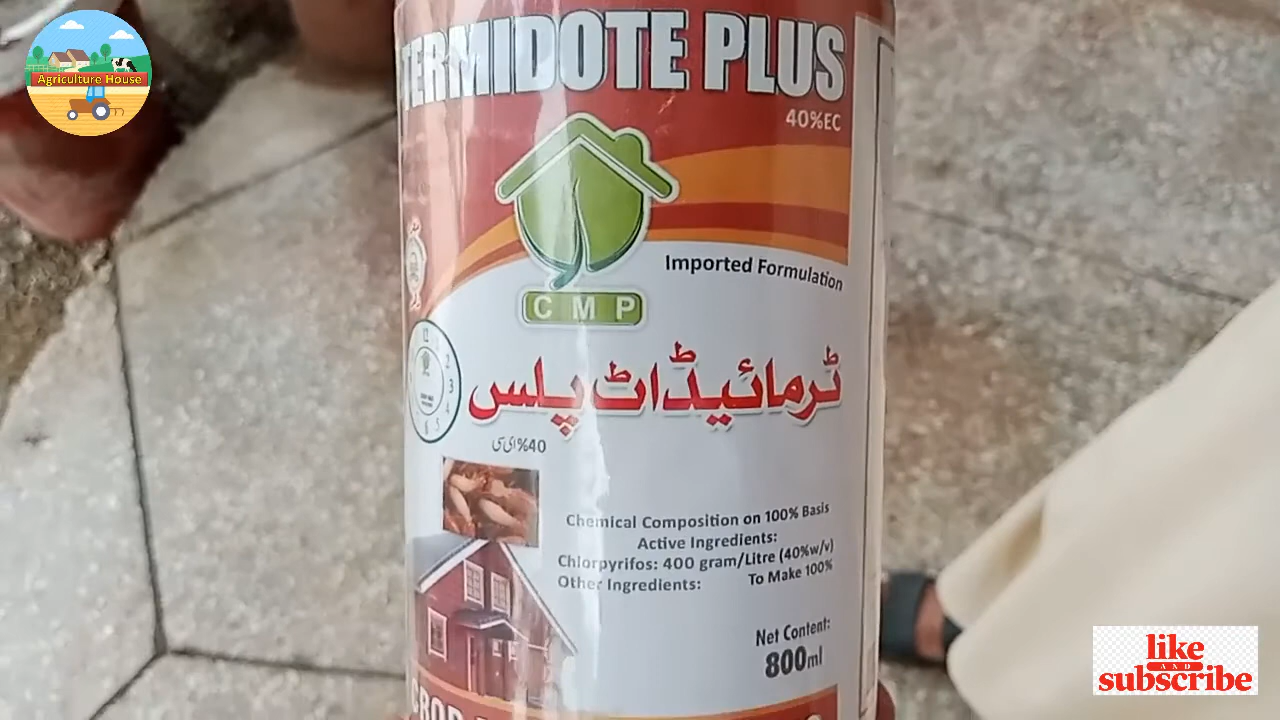 Agriculture House
TERMIDOTE PLUS
40%EC
CMP
Imported Formulation
ٹرمائیڈاٹ پلس
40% ای سی
Chemical Composition on 100% Basis
Active Ingredients:
Chlorpyrifos: 400 gram/Litre (40%w/v)
Other Ingredients: To Make 100%
Net Content:
800ml
like
AND
subscribe